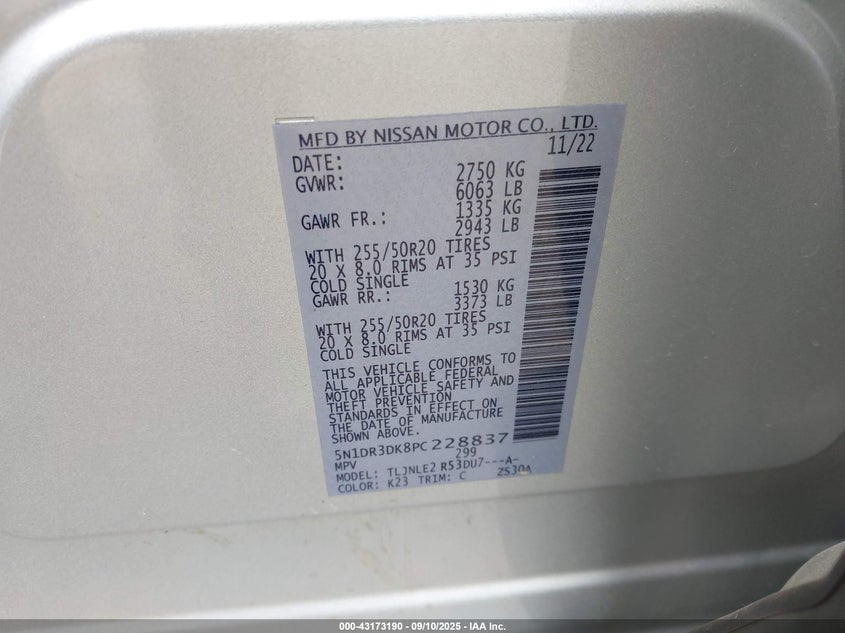 MFD BY NISSAN MOTOR CO., LTD.
DATE: 11/22
GVWR: 2750 KG
6063 LB
GAWR FR.: 1335 KG
2943 LB
WITH 255/50R20 TIRES
20 X 8.0 RIMS AT 35 PSI
COLD SINGLE
GAWR RR.: 1530 KG
3373 LB
WITH 255/50R20 TIRES
20 X 8.0 RIMS AT 35 PSI
COLD SINGLE
THIS VEHICLE CONFORMS TO
ALL APPLICABLE FEDERAL
MOTOR VEHICLE SAFETY AND
THEFT PREVENTION
STANDARDS IN EFFECT ON
THE DATE OF MANUFACTURE
SHOWN ABOVE.
5N1DR3DK8PC228837
MPV 299
MODEL: TLJNLE2 R53DU7---A-
COLOR: K23 TRIM: C ZS30A
000-43173190 - 09/10/2025 - IAA Inc.